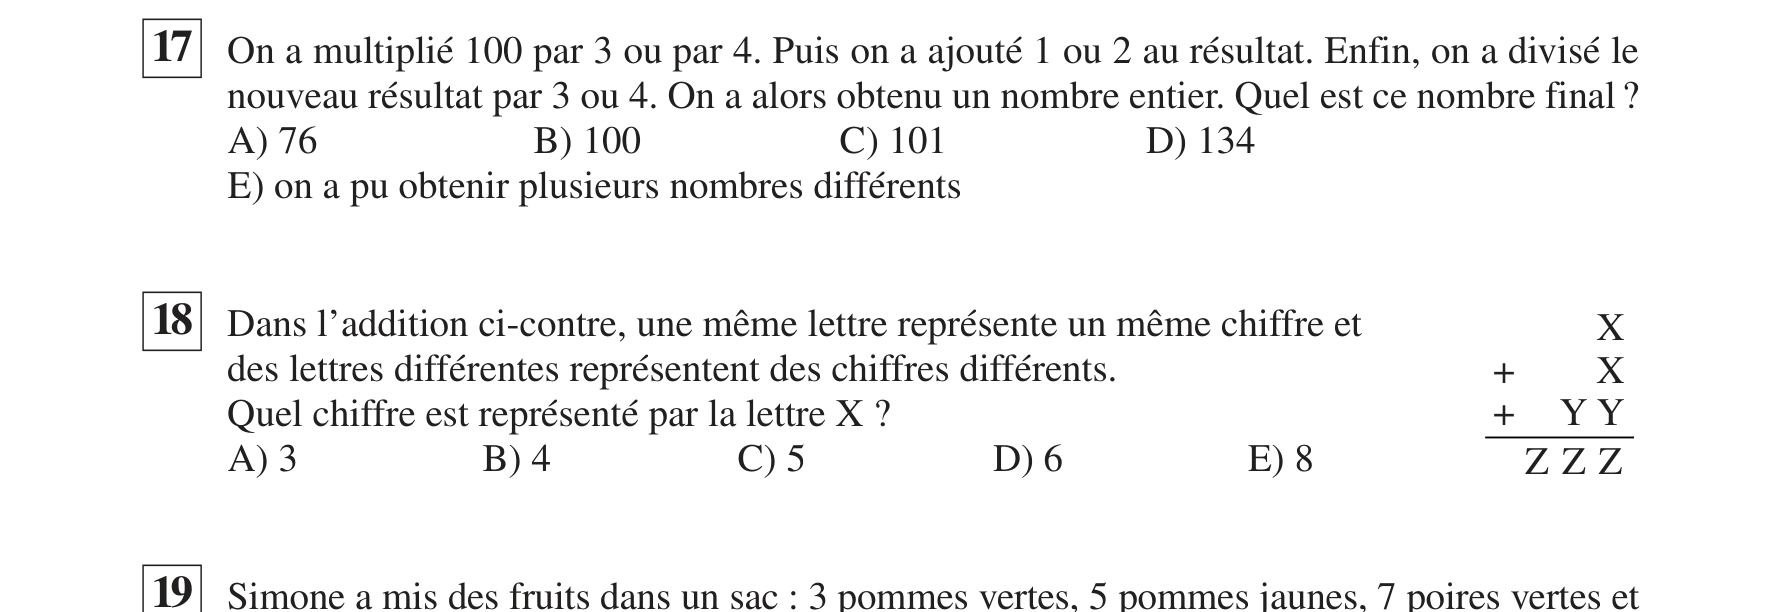 17 On a multiplié 100 par 3 ou par 4. Puis on a ajouté 1 ou 2 au résultat. Enfin, on a divisé le
nouveau résultat par 3 ou 4. On a alors obtenu un nombre entier. Quel est ce nombre final ?
A) 76 B) 100 C) 101 D) 134
E) on a pu obtenir plusieurs nombres différents
18 Dans l’addition ci-contre, une même lettre représente un même chiffre et
des lettres différentes représentent des chiffres différents.
Quel chiffre est représenté par la lettre X ?
A) 3 B) 4 C) 5 D) 6 E) 8
X
+ X
+ Y Y
Z Z Z
19 Simone a mis des fruits dans un sac : 3 pommes vertes, 5 pommes jaunes, 7 poires vertes et